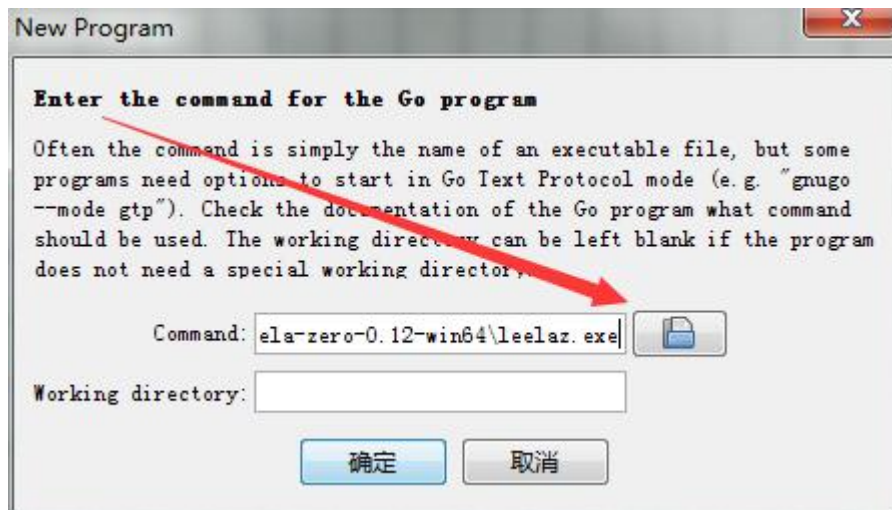 New Program
Enter the command for the Go program
Often the command is simply the name of an executable file, but some
programs need options to start in Go Text Protocol mode (e.g. "gnugo
--mode gtp"). Check the documentation of the Go program what command
should be used. The working directory can be left blank if the program
does not need a special working directory.
Command: ela-zero-0.12-win64\leelaz.exe
Working directory:
确定 取消